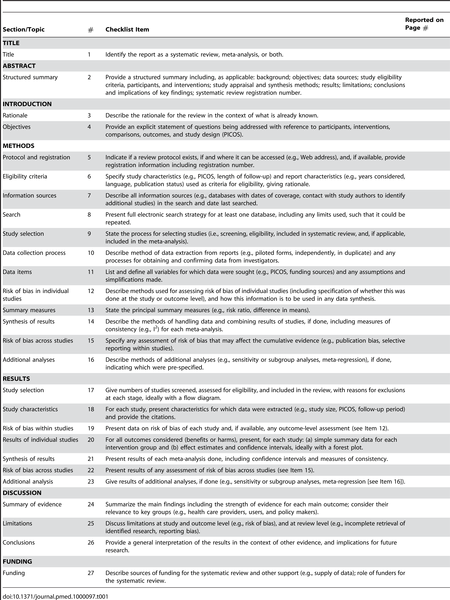 Section/Topic # Checklist Item Reported on
Page #
TITLE
Title 1 Identify the report as a systematic review, meta-analysis, or both.
ABSTRACT
Structured summary 2 Provide a structured summary including, as applicable: background; objectives; data sources; study eligibility
criteria, participants, and interventions; study appraisal and synthesis methods; results; limitations; conclusions
and implications of key findings; systematic review registration number.
INTRODUCTION
Rationale 3 Describe the rationale for the review in the context of what is already known.
Objectives 4 Provide an explicit statement of questions being addressed with reference to participants, interventions,
comparisons, outcomes, and study design (PICOS).
METHODS
Protocol and registration 5 Indicate if a review protocol exists, if and where it can be accessed (e.g., Web address), and, if available, provide
registration information including registration number.
Eligibility criteria 6 Specify study characteristics (e.g., PICOS, length of follow-up) and report characteristics (e.g., years considered,
language, publication status) used as criteria for eligibility, giving rationale.
Information sources 7 Describe all information sources (e.g., databases with dates of coverage, contact with study authors to identify
additional studies) in the search and date last searched.
Search 8 Present full electronic search strategy for at least one database, including any limits used, such that it could be
repeated.
Study selection 9 State the process for selecting studies (i.e., screening, eligibility, included in systematic review, and, if applicable,
included in the meta-analysis).
Data collection process 10 Describe method of data extraction from reports (e.g., piloted forms, independently, in duplicate) and any
processes for obtaining and confirming data from investigators.
Data items 11 List and define all variables for which data were sought (e.g., PICOS, funding sources) and any assumptions and
simplifications made.
Risk of bias in individual
studies 12 Describe methods used for assessing risk of bias of individual studies (including specification of whether this was
done at the study or outcome level), and how this information is to be used in any data synthesis.
Summary measures 13 State the principal summary measures (e.g., risk ratio, difference in means).
Synthesis of results 14 Describe the methods of handling data and combining results of studies, if done, including measures of
consistency (e.g., I²) for each meta-analysis.
Risk of bias across studies 15 Specify any assessment of risk of bias that may affect the cumulative evidence (e.g., publication bias, selective
reporting within studies).
Additional analyses 16 Describe methods of additional analyses (e.g., sensitivity or subgroup analyses, meta-regression), if done,
indicating which were pre-specified.
RESULTS
Study selection 17 Give numbers of studies screened, assessed for eligibility, and included in the review, with reasons for exclusions
at each stage, ideally with a flow diagram.
Study characteristics 18 For each study, present characteristics for which data were extracted (e.g., study size, PICOS, follow-up period)
and provide the citations.
Risk of bias within studies 19 Present data on risk of bias of each study and, if available, any outcome-level assessment (see Item 12).
Results of individual studies 20 For all outcomes considered (benefits or harms), present, for each study: (a) simple summary data for each
intervention group and (b) effect estimates and confidence intervals, ideally with a forest plot.
Synthesis of results 21 Present results of each meta-analysis done, including confidence intervals and measures of consistency.
Risk of bias across studies 22 Present results of any assessment of risk of bias across studies (see Item 15).
Additional analysis 23 Give results of additional analyses, if done (e.g., sensitivity or subgroup analyses, meta-regression [see Item 16]).
DISCUSSION
Summary of evidence 24 Summarize the main findings including the strength of evidence for each main outcome; consider their
relevance to key groups (e.g., health care providers, users, and policy makers).
Limitations 25 Discuss limitations at study and outcome level (e.g., risk of bias), and at review level (e.g., incomplete retrieval of
identified research, reporting bias).
Conclusions 26 Provide a general interpretation of the results in the context of other evidence, and implications for future
research.
FUNDING
Funding 27 Describe sources of funding for the systematic review and other support (e.g., supply of data); role of funders for
the systematic review.
doi:10.1371/journal.pmed.1000097.t001